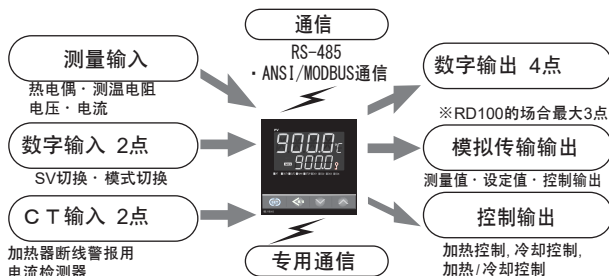 通信
RS-485
・ANSI/MODBUS通信
测量输入
热电偶・测温电阻
电压・电流
数字输入 2点
SV切换・模式切换
CT输入 2点
加热器断线警报用
电流检测器
PV
900.0℃
900.0
专用通信
数字输出 4点
※RD100的场合最大3点
模拟传输输出
测量值・设定值・控制输出
控制输出
加热控制,冷却控制,
加热/冷却控制